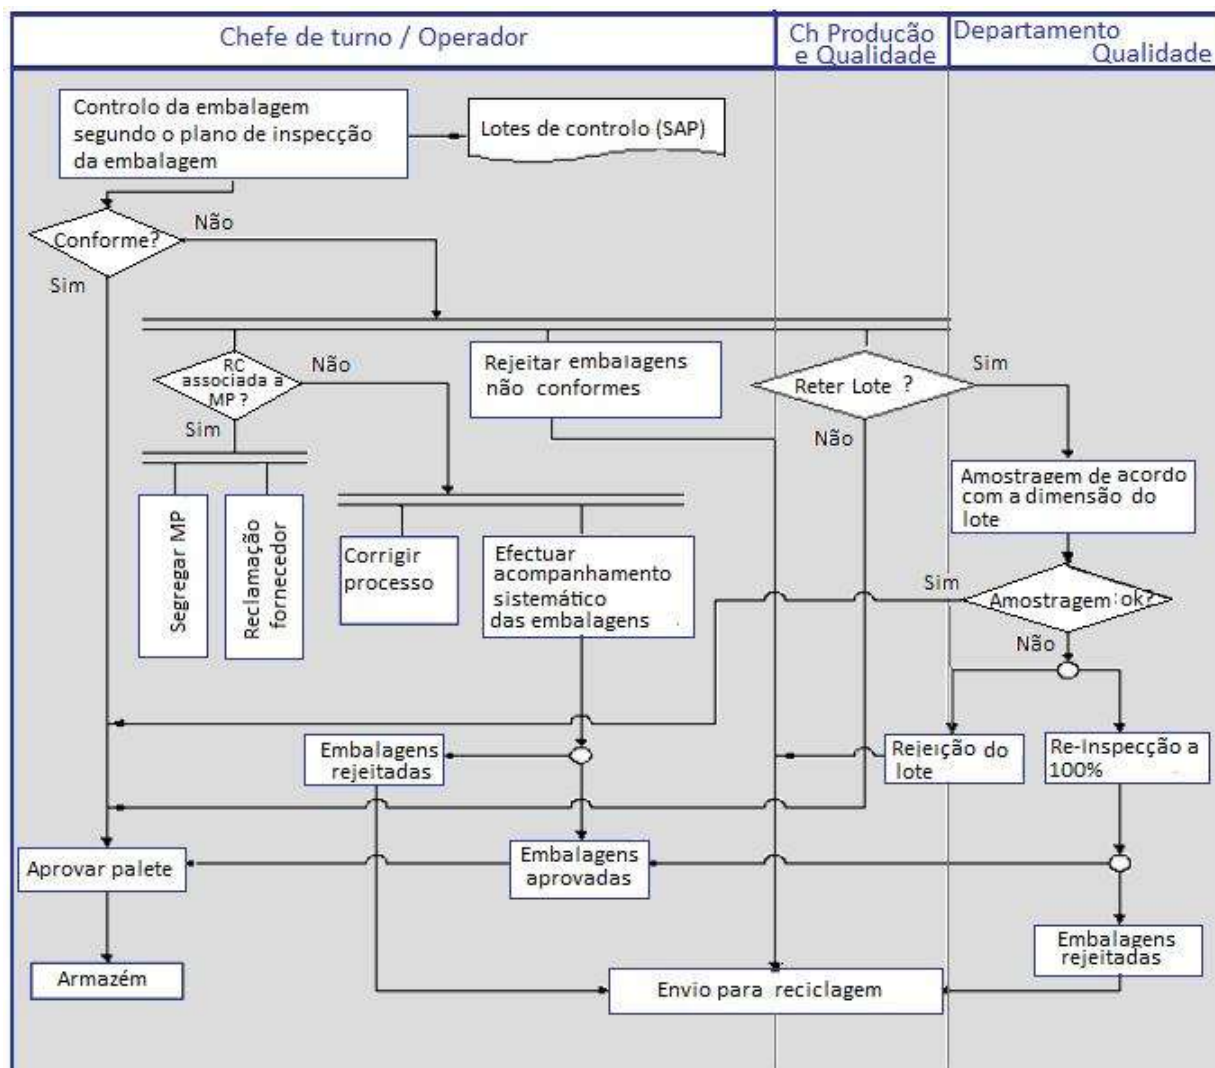 Chefe de turno / Operador
Ch Producão
e Qualidade
Departamento
Qualidade
Controlo da embalagem
segundo o plano de inspecção
da embalagem
Lotes de controlo (SAP)
Não
Conforme?
Sim
RC
associada a
MP ?
Não
Sim
Rejeitar embalagens
não conformes
Reter Lote ?
Sim
Não
Segregar MP
Reclamação
fornecedor
Corrigir
processo
Efectuar
acompanhamento
sistemático
das embalagens
Amostragem de acordo
com a dimensão do
lote
Sim
Amostragem ok?
Não
Embalagens
rejeitadas
Rejeição do
lote
Re-Inspecção a
100%
Aprovar palete
Embalagens
aprovadas
Embalagens
rejeitadas
Armazém
Envio para reciclagem